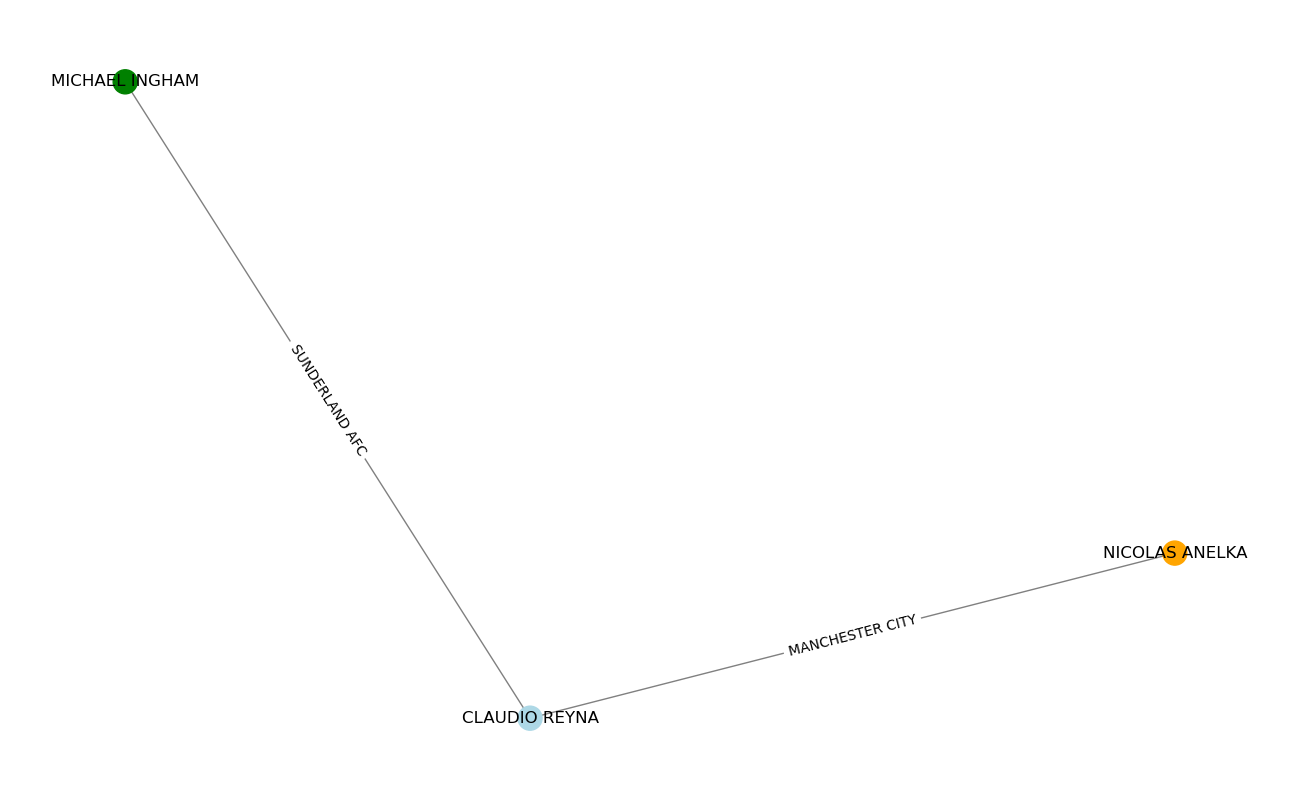 MICHAEL INGHAM
SUNDERLAND AFC
NICOLAS ANELKA
MANCHESTER CITY
CLAUDIO REYNA